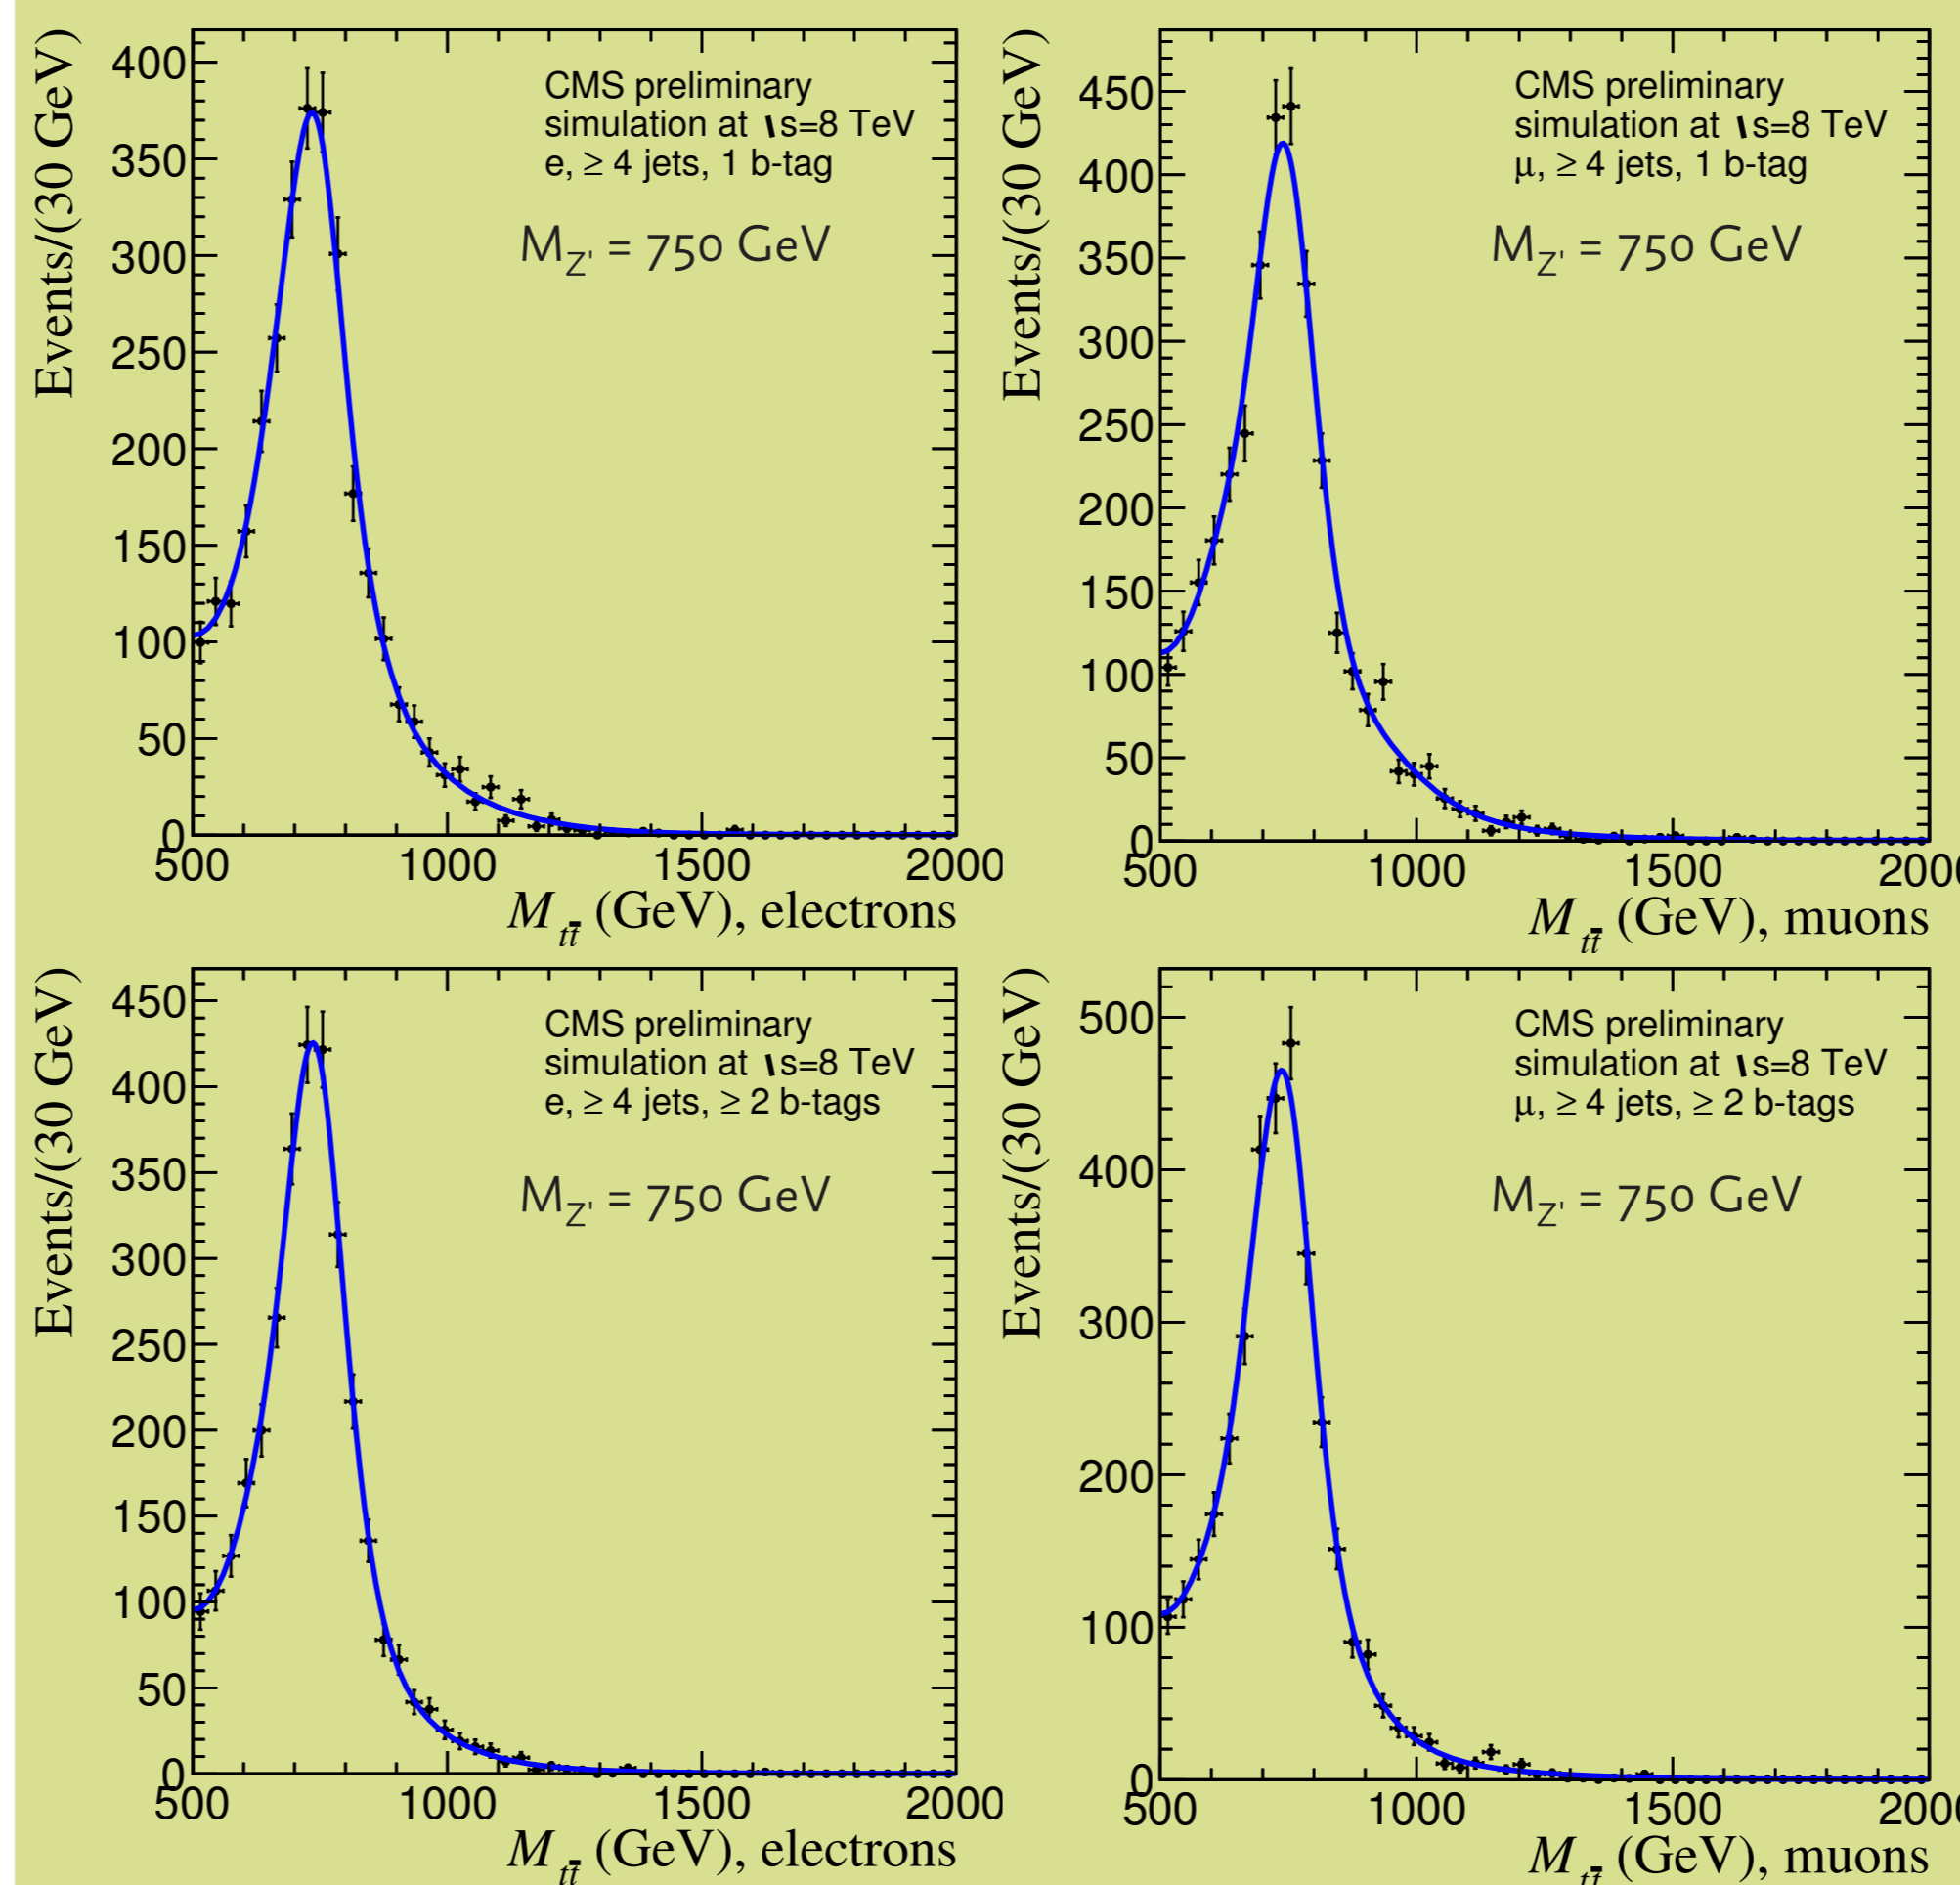 Events/(30 GeV)
400
350
300
250
200
150
100
50
0
CMS preliminary
simulation at √s=8 TeV
e, ≥ 4 jets, 1 b-tag
M_Z' = 750 GeV
500 1000 1500 2000
M_tt̄ (GeV), electrons
Events/(30 GeV)
450
400
350
300
250
200
150
100
50
0
CMS preliminary
simulation at √s=8 TeV
μ, ≥ 4 jets, 1 b-tag
M_Z' = 750 GeV
500 1000 1500 200
M_tt̄ (GeV), muons
Events/(30 GeV)
450
400
350
300
250
200
150
100
50
0
CMS preliminary
simulation at √s=8 TeV
e, ≥ 4 jets, ≥ 2 b-tags
M_Z' = 750 GeV
500 1000 1500 2000
M_tt̄ (GeV), electrons
Events/(30 GeV)
500
400
300
200
100
0
CMS preliminary
simulation at √s=8 TeV
μ, ≥ 4 jets, ≥ 2 b-tags
M_Z' = 750 GeV
500 1000 1500 200
M_tt̄ (GeV), muons